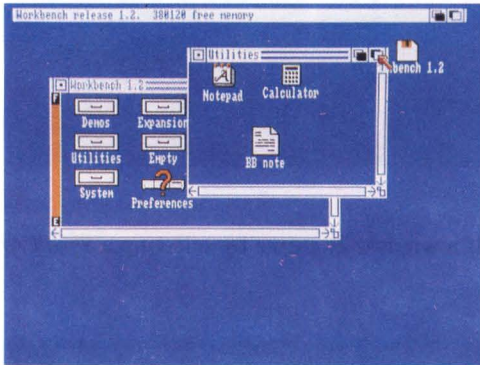 Workbench release 1.2.  380120 free memory
Utilities
bench 1.2
Notepad
Calculator
BB note
Workbench 1.2
Demos
Expansion
Utilities
Empty
System
Preferences
F
E